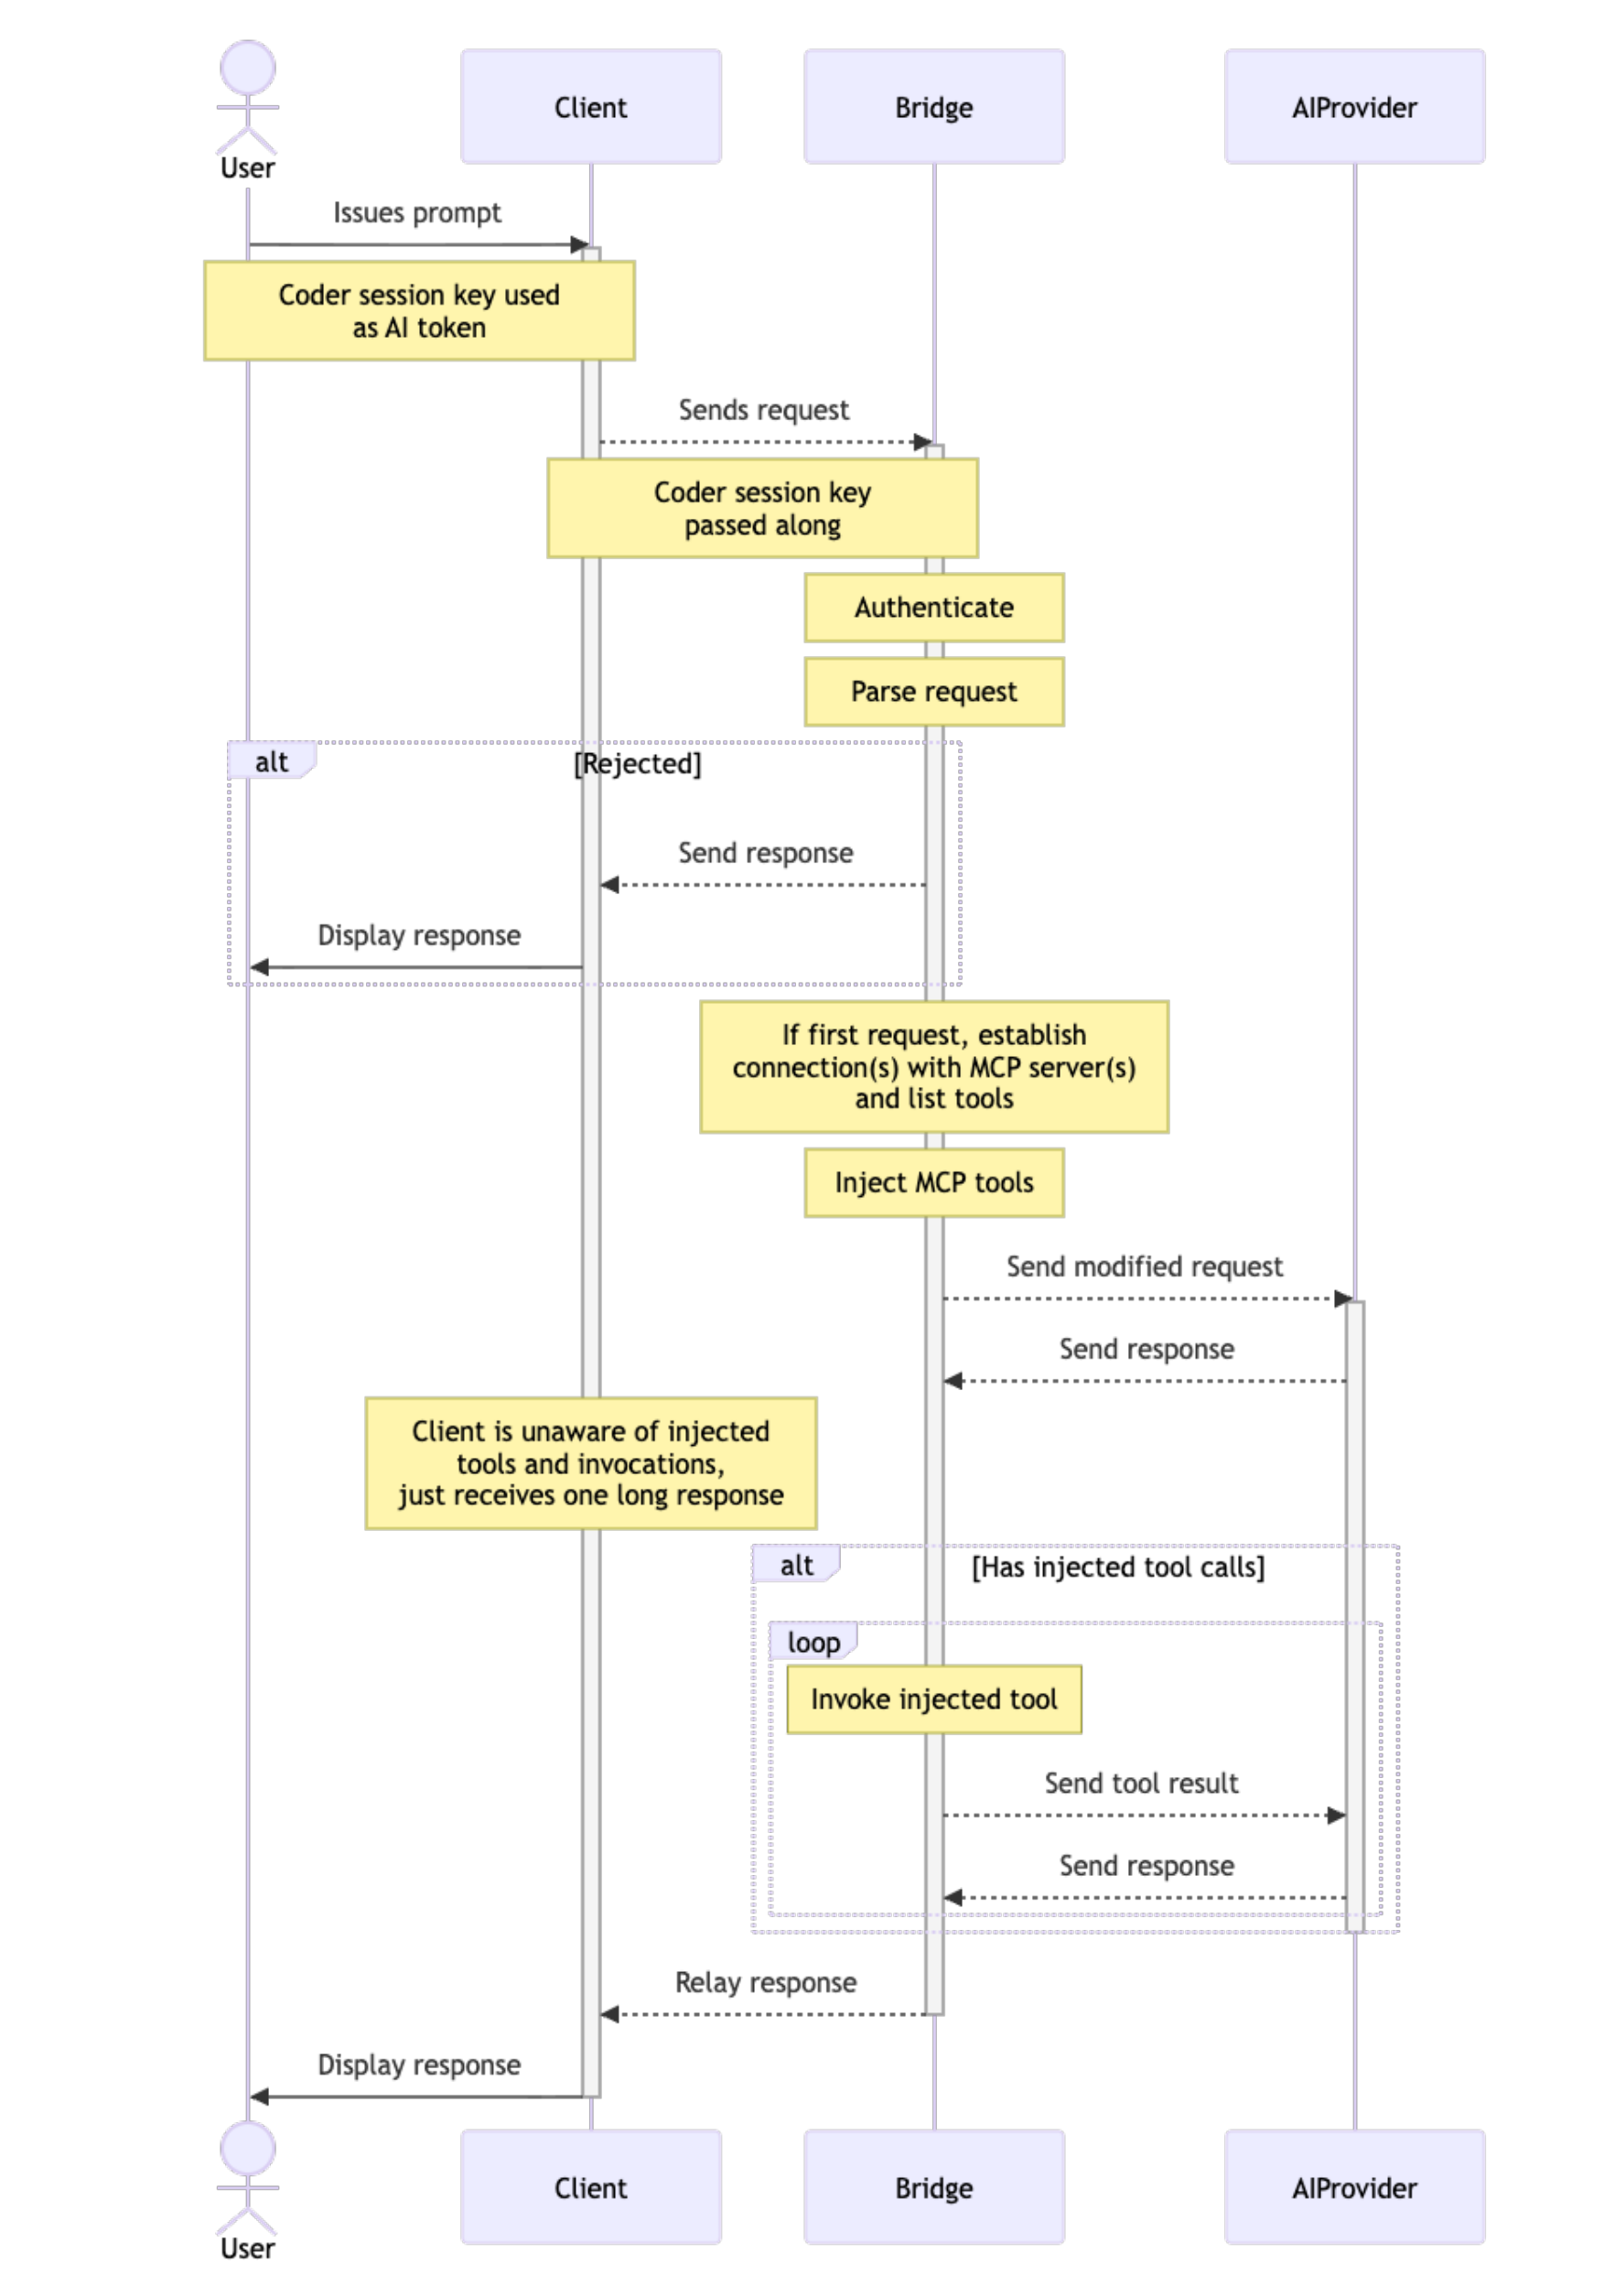 User
Client
Bridge
AIProvider
Issues prompt
Coder session key used
as AI token
Sends request
Coder session key
passed along
Authenticate
Parse request
alt
[Rejected]
Send response
Display response
If first request, establish
connection(s) with MCP server(s)
and list tools
Inject MCP tools
Send modified request
Send response
Client is unaware of injected
tools and invocations,
just receives one long response
alt
[Has injected tool calls]
loop
Invoke injected tool
Send tool result
Send response
Relay response
Display response
User
Client
Bridge
AIProvider